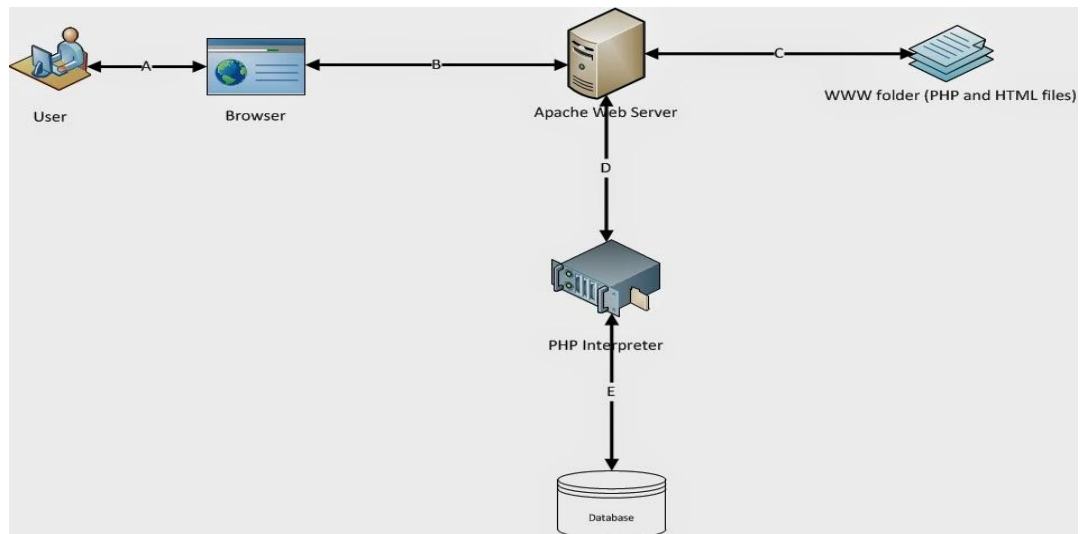 A
B
C
User
Browser
Apache Web Server
WWW folder (PHP and HTML files)
D
PHP Interpreter
E
Database